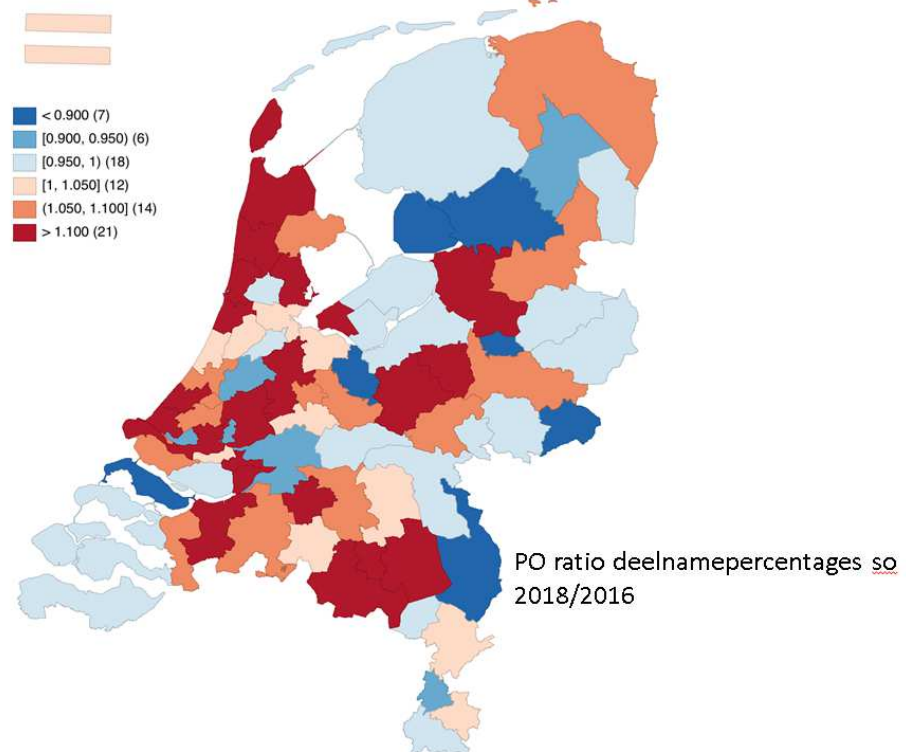 < 0.900 (7)
[0.900, 0.950) (6)
[0.950, 1) (18)
[1, 1.050] (12)
(1.050, 1.100] (14)
> 1.100 (21)
PO ratio deelnamepercentages so
2018/2016